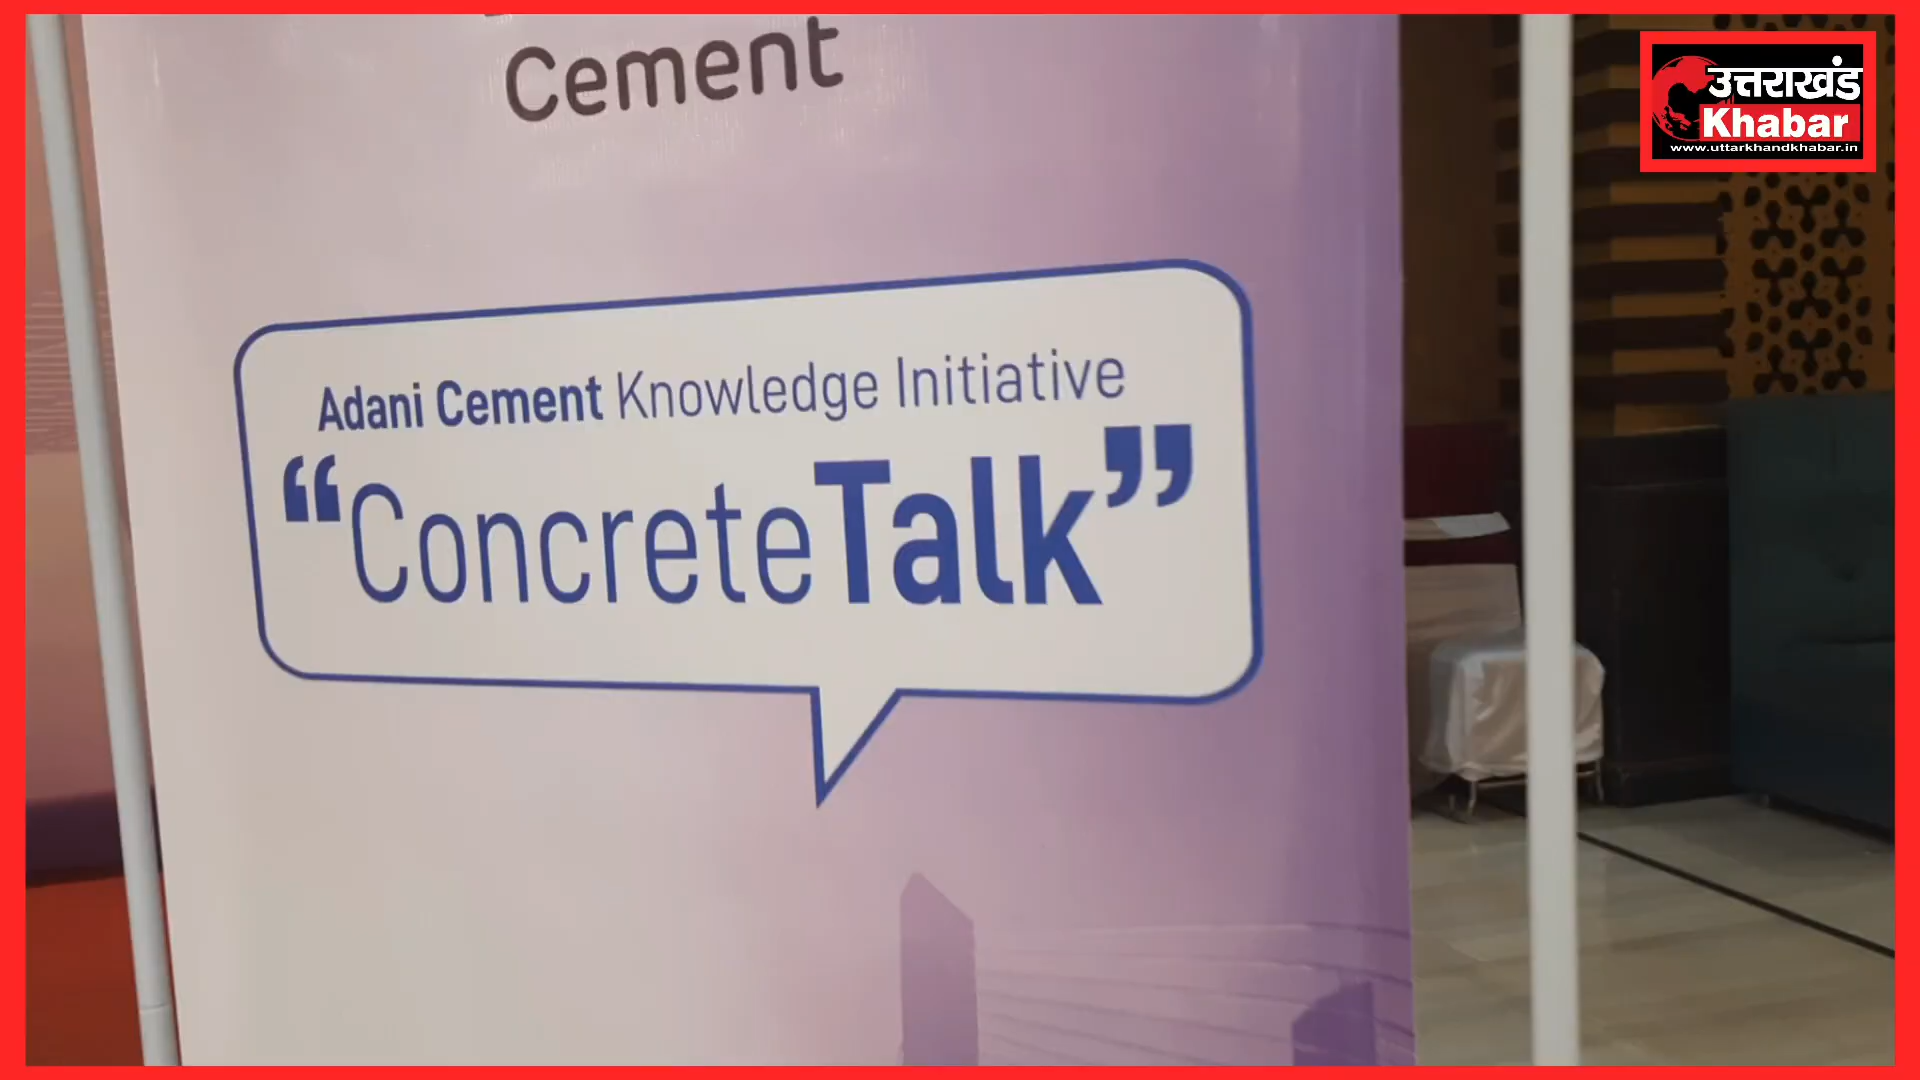 Cement
उत्तराखंड
Khabar
www.uttarkhandkhabar.in
Adani Cement Knowledge Initiative
“ConcreteTalk”